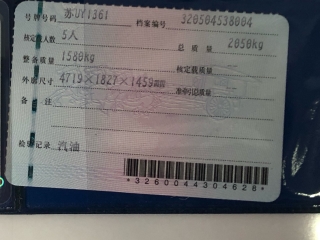 号牌号码 苏UY1361 档案编号 320504538004
核定载人数 5人 总质量 2050kg
整备质量 1580kg 核定载质量
外廓尺寸 4719×1827×1459mm 准牵引总质量
备注
检验记录 汽油
*3260044304628*